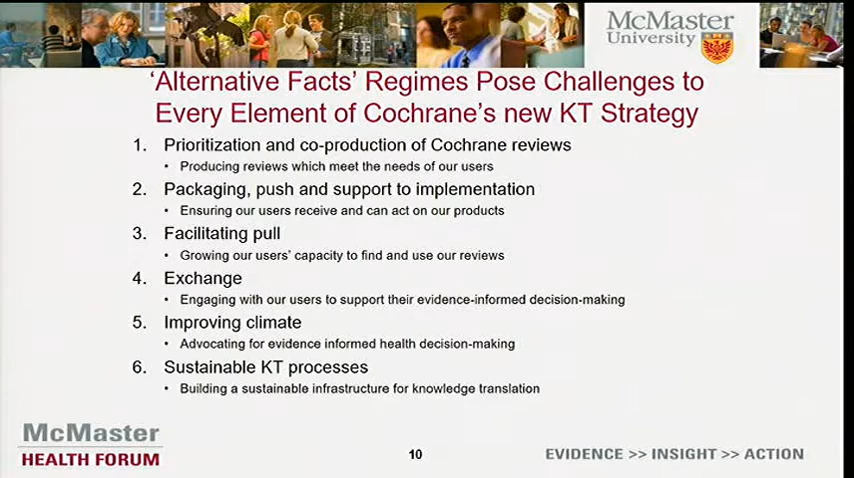 McMaster
University
'Alternative Facts' Regimes Pose Challenges to
Every Element of Cochrane's new KT Strategy
1. Prioritization and co-production of Cochrane reviews
• Producing reviews which meet the needs of our users
2. Packaging, push and support to implementation
• Ensuring our users receive and can act on our products
3. Facilitating pull
• Growing our users' capacity to find and use our reviews
4. Exchange
• Engaging with our users to support their evidence-informed decision-making
5. Improving climate
• Advocating for evidence informed health decision-making
6. Sustainable KT processes
• Building a sustainable infrastructure for knowledge translation
McMaster
HEALTH FORUM
10
EVIDENCE >> INSIGHT >> ACTION